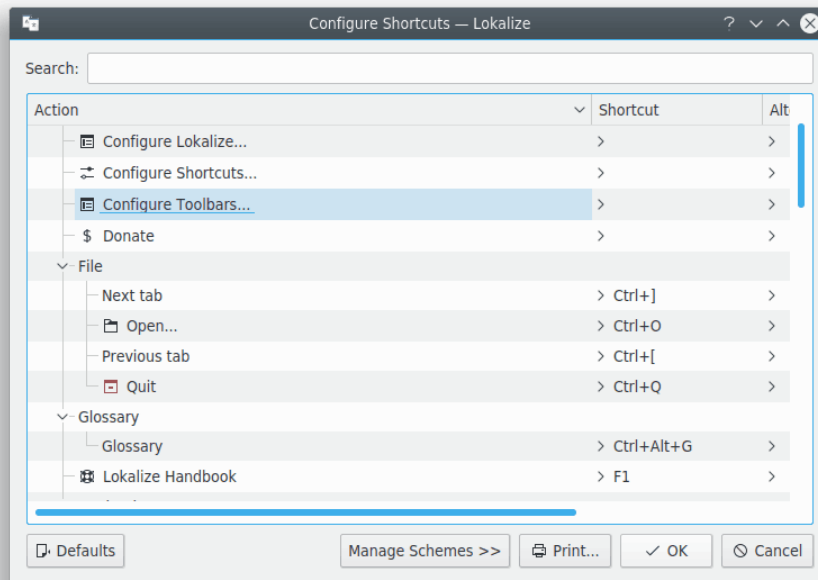 Configure Shortcuts — Lokalize
Search:
Action Shortcut Alt
Configure Lokalize...
Configure Shortcuts...
Configure Toolbars...
Donate
File
Next tab Ctrl+]
Open... Ctrl+O
Previous tab Ctrl+[
Quit Ctrl+Q
Glossary
Glossary Ctrl+Alt+G
Lokalize Handbook F1
Defaults Manage Schemes >> Print... OK Cancel